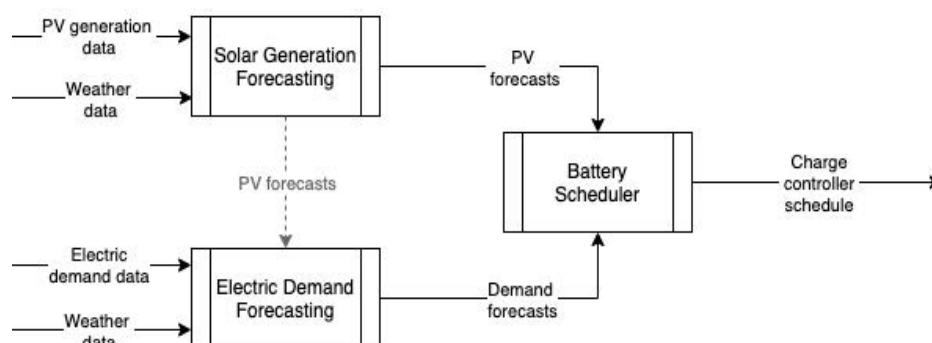 PV generation
data
Solar Generation
Forecasting
Weather
data
PV
forecasts
PV forecasts
Battery
Scheduler
Charge
controller
schedule
Electric
demand data
Electric Demand
Forecasting
Demand
forecasts
Weather
data